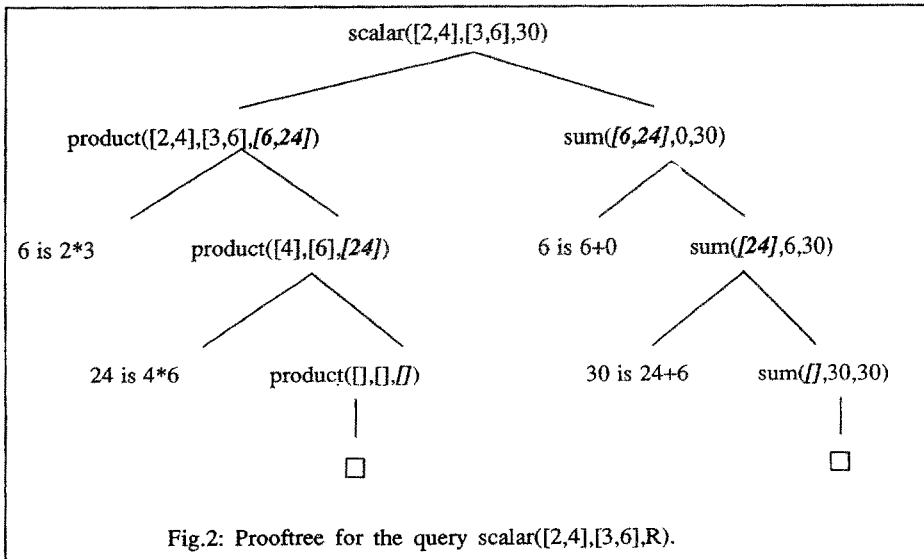 scalar([2,4],[3,6],30)
product([2,4],[3,6],[6,24])
sum([6,24],0,30)
6 is 2*3
product([4],[6],[24])
6 is 6+0
sum([24],6,30)
24 is 4*6
product([],[],[])
30 is 24+6
sum([],30,30)
Fig.2: Prooftree for the query scalar([2,4],[3,6],R).